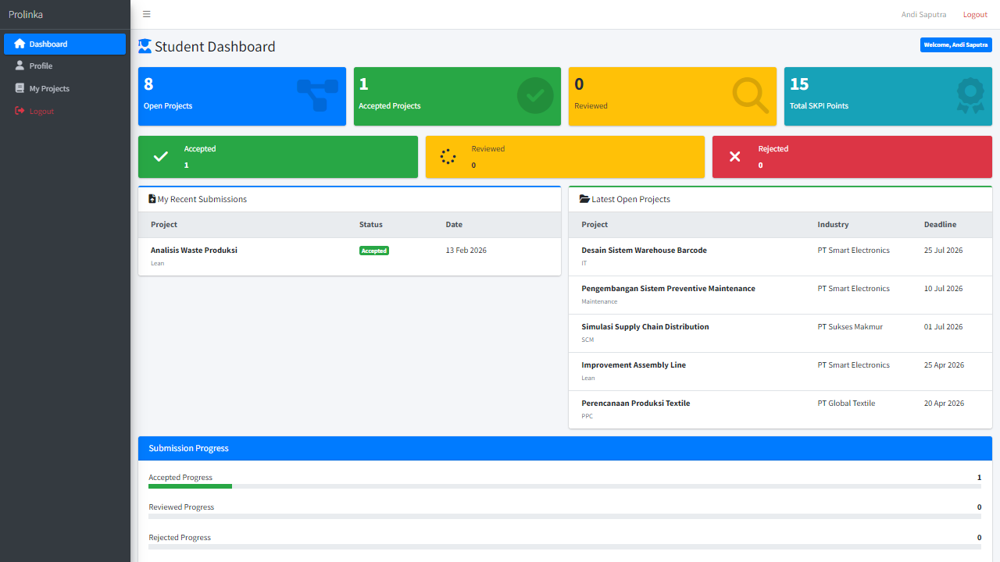 Prolinka
Andi Saputra
Logout
Dashboard
Profile
My Projects
Logout
Student Dashboard
Welcome, Andi Saputra
8
Open Projects
1
Accepted Projects
0
Reviewed
15
Total SKPI Points
Accepted
1
Reviewed
0
Rejected
0
My Recent Submissions
Project Status Date
Analisis Waste Produksi Accepted 13 Feb 2026
Lean
Latest Open Projects
Project Industry Deadline
Desain Sistem Warehouse Barcode PT Smart Electronics 25 Jul 2026
IT
Pengembangan Sistem Preventive Maintenance PT Smart Electronics 10 Jul 2026
Maintenance
Simulasi Supply Chain Distribution PT Sukses Makmur 01 Jul 2026
SCM
Improvement Assembly Line PT Smart Electronics 25 Apr 2026
Lean
Perencanaan Produksi Textile PT Global Textile 20 Apr 2026
PPC
Submission Progress
Accepted Progress 1
Reviewed Progress 0
Rejected Progress 0